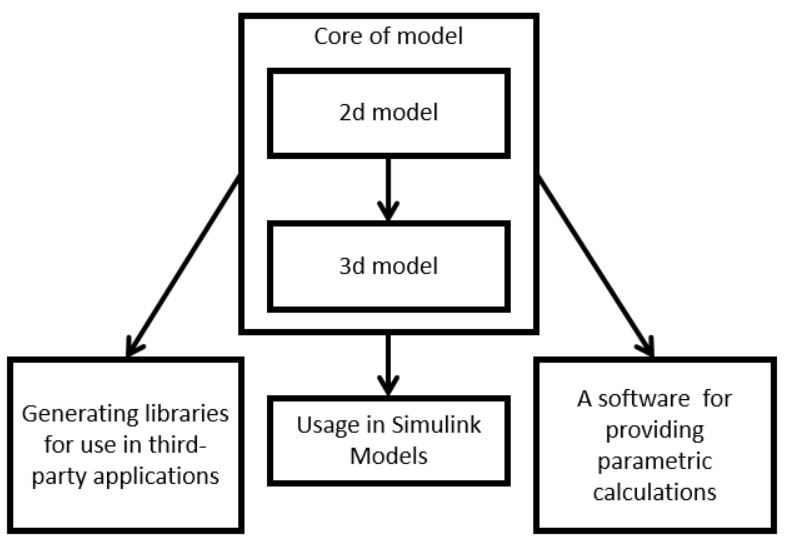 Core of model
2d model
3d model
Generating libraries
for use in third-
party applications
Usage in Simulink
Models
A software for
providing
parametric
calculations